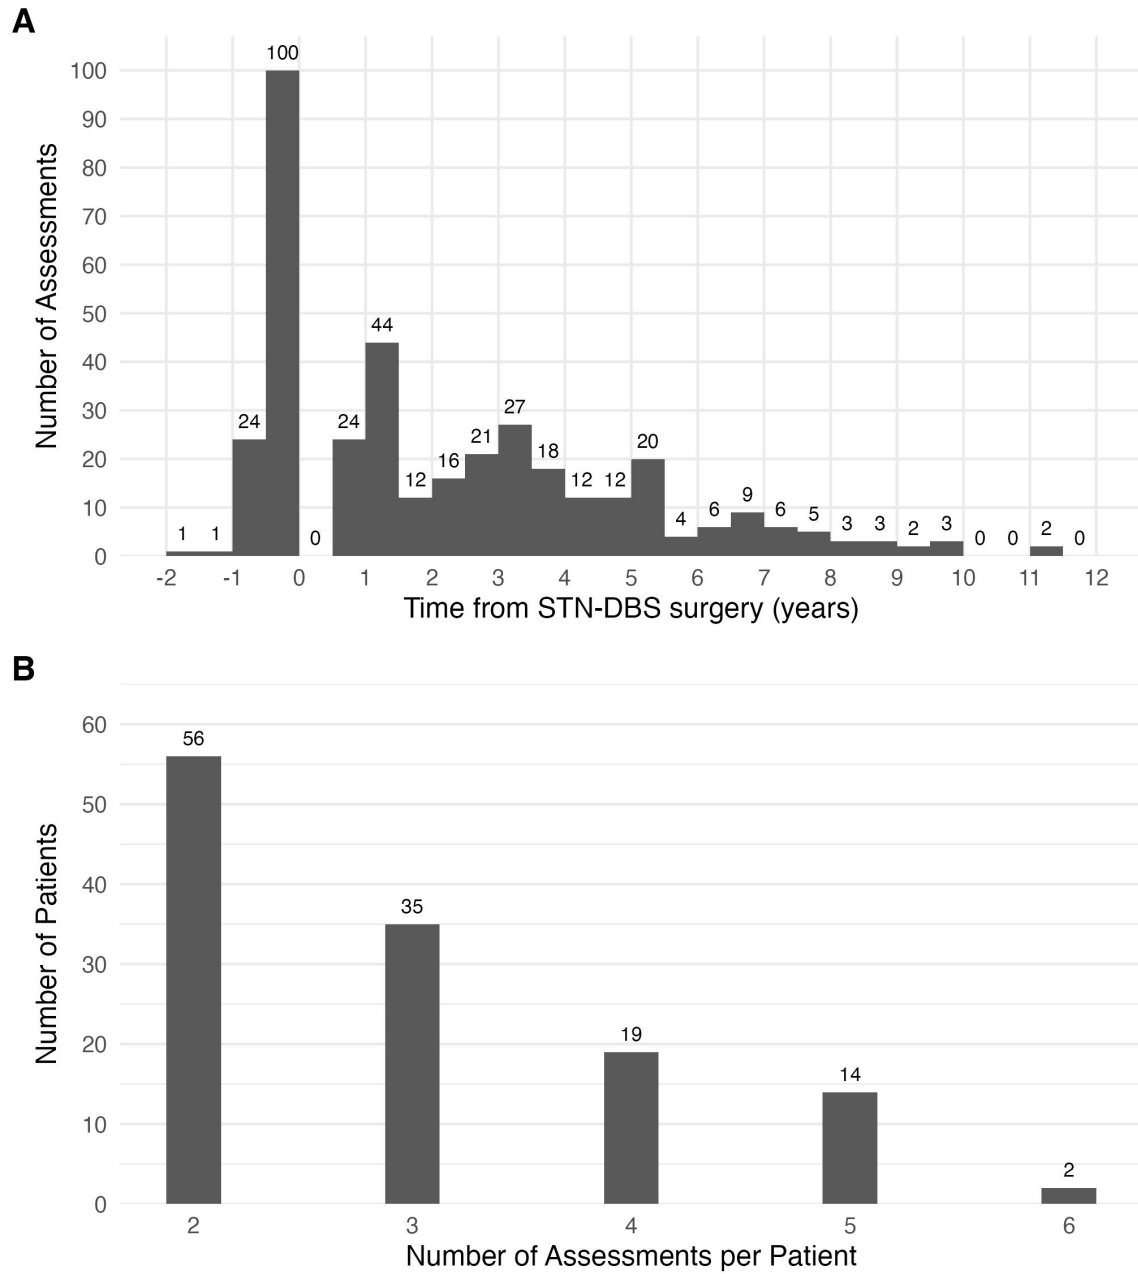 A
100
100
90
80
70
60
50
40
30
20
10
0
Number of Assessments
1 1 24 0 24 44 12 16 21 27 18 12 12 20 4 6 9 6 5 3 3 2 3 0 0 2 0
-2 -1 0 1 2 3 4 5 6 7 8 9 10 11 12
Time from STN-DBS surgery (years)
B
60
50
40
30
20
10
0
Number of Patients
56
35
19
14
2
2 3 4 5 6
Number of Assessments per Patient